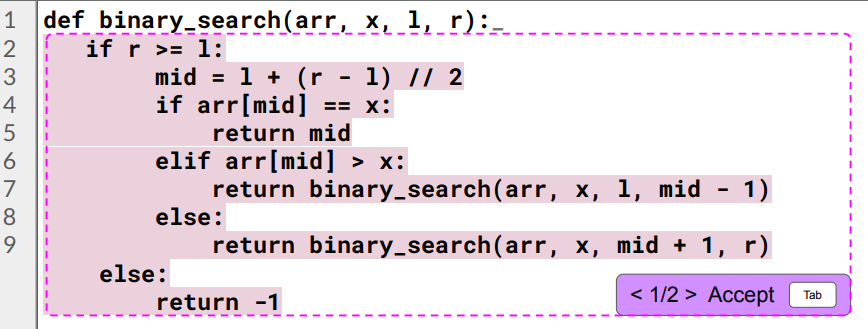 1 def binary_search(arr, x, l, r):_
2 if r >= l:
3 mid = l + (r - l) // 2
4 if arr[mid] == x:
5 return mid
6 elif arr[mid] > x:
7 return binary_search(arr, x, l, mid - 1)
8 else:
9 return binary_search(arr, x, mid + 1, r)
else:
return -1
< 1/2 > Accept Tab